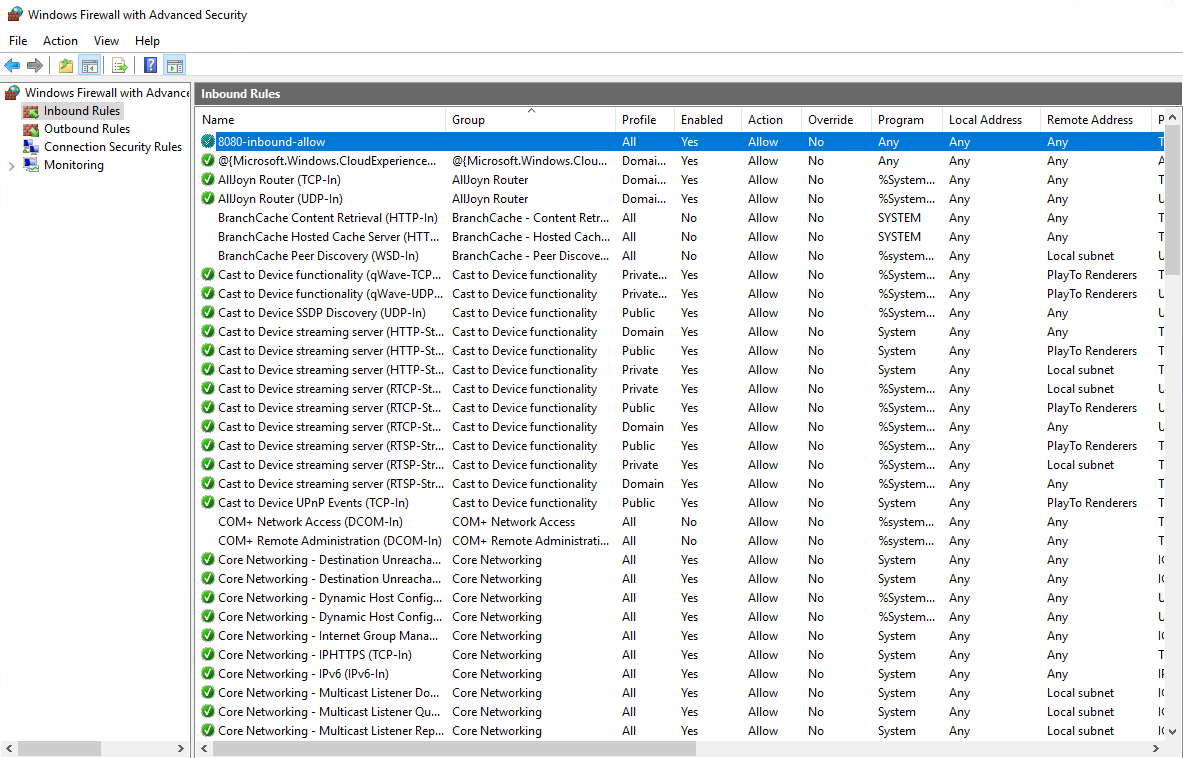 Windows Firewall with Advanced Security
File Action View Help
Windows Firewall with Advance
Inbound Rules
Outbound Rules
Connection Security Rules
Monitoring
Inbound Rules
Name Group Profile Enabled Action Override Program Local Address Remote Address P
8080-inbound-allow All Yes Allow No Any Any Any T
@{Microsoft.Windows.CloudExperience... @{Microsoft.Windows.Clou... Domai... Yes Allow No Any Any Any A
AllJoyn Router (TCP-In) AllJoyn Router Domai... Yes Allow No %System... Any Any T
AllJoyn Router (UDP-In) AllJoyn Router Domai... Yes Allow No %System... Any Any U
BranchCache Content Retrieval (HTTP-In) BranchCache - Content Retr... All No Allow No SYSTEM Any Any T
BranchCache Hosted Cache Server (HTT... BranchCache - Hosted Cach... All No Allow No SYSTEM Any Any T
BranchCache Peer Discovery (WSD-In) BranchCache - Peer Discove... All No Allow No %system... Any Local subnet U
Cast to Device functionality (qWave-TCP... Cast to Device functionality Private... Yes Allow No %System... Any PlayTo Renderers T
Cast to Device functionality (qWave-UDP... Cast to Device functionality Private... Yes Allow No %System... Any PlayTo Renderers U
Cast to Device SSDP Discovery (UDP-In) Cast to Device functionality Public Yes Allow No %System... Any Any U
Cast to Device streaming server (HTTP-St... Cast to Device functionality Domain Yes Allow No System Any Any T
Cast to Device streaming server (HTTP-St... Cast to Device functionality Public Yes Allow No System Any PlayTo Renderers T
Cast to Device streaming server (HTTP-St... Cast to Device functionality Private Yes Allow No System Any Local subnet T
Cast to Device streaming server (RTCP-St... Cast to Device functionality Private Yes Allow No %System... Any Local subnet U
Cast to Device streaming server (RTCP-St... Cast to Device functionality Public Yes Allow No %System... Any PlayTo Renderers U
Cast to Device streaming server (RTCP-St... Cast to Device functionality Domain Yes Allow No %System... Any Any U
Cast to Device streaming server (RTSP-Str... Cast to Device functionality Public Yes Allow No %System... Any PlayTo Renderers T
Cast to Device streaming server (RTSP-Str... Cast to Device functionality Private Yes Allow No %System... Any Local subnet T
Cast to Device streaming server (RTSP-Str... Cast to Device functionality Domain Yes Allow No %System... Any Any T
Cast to Device UPnP Events (TCP-In) Cast to Device functionality Public Yes Allow No System Any PlayTo Renderers T
COM+ Network Access (DCOM-In) COM+ Network Access All No Allow No %system... Any Any T
COM+ Remote Administration (DCOM-In) COM+ Remote Administrati... All No Allow No %system... Any Any T
Core Networking - Destination Unreacha... Core Networking All Yes Allow No System Any Any IC
Core Networking - Destination Unreacha... Core Networking All Yes Allow No System Any Any IC
Core Networking - Dynamic Host Config... Core Networking All Yes Allow No %System... Any Any U
Core Networking - Dynamic Host Config... Core Networking All Yes Allow No %System... Any Any U
Core Networking - Internet Group Mana... Core Networking All Yes Allow No System Any Any IC
Core Networking - IPHTTPS (TCP-In) Core Networking All Yes Allow No System Any Any T
Core Networking - IPv6 (IPv6-In) Core Networking All Yes Allow No System Any Any IP
Core Networking - Multicast Listener Do... Core Networking All Yes Allow No System Any Local subnet IC
Core Networking - Multicast Listener Qu... Core Networking All Yes Allow No System Any Local subnet IC
Core Networking - Multicast Listener Rep... Core Networking All Yes Allow No System Any Local subnet IC